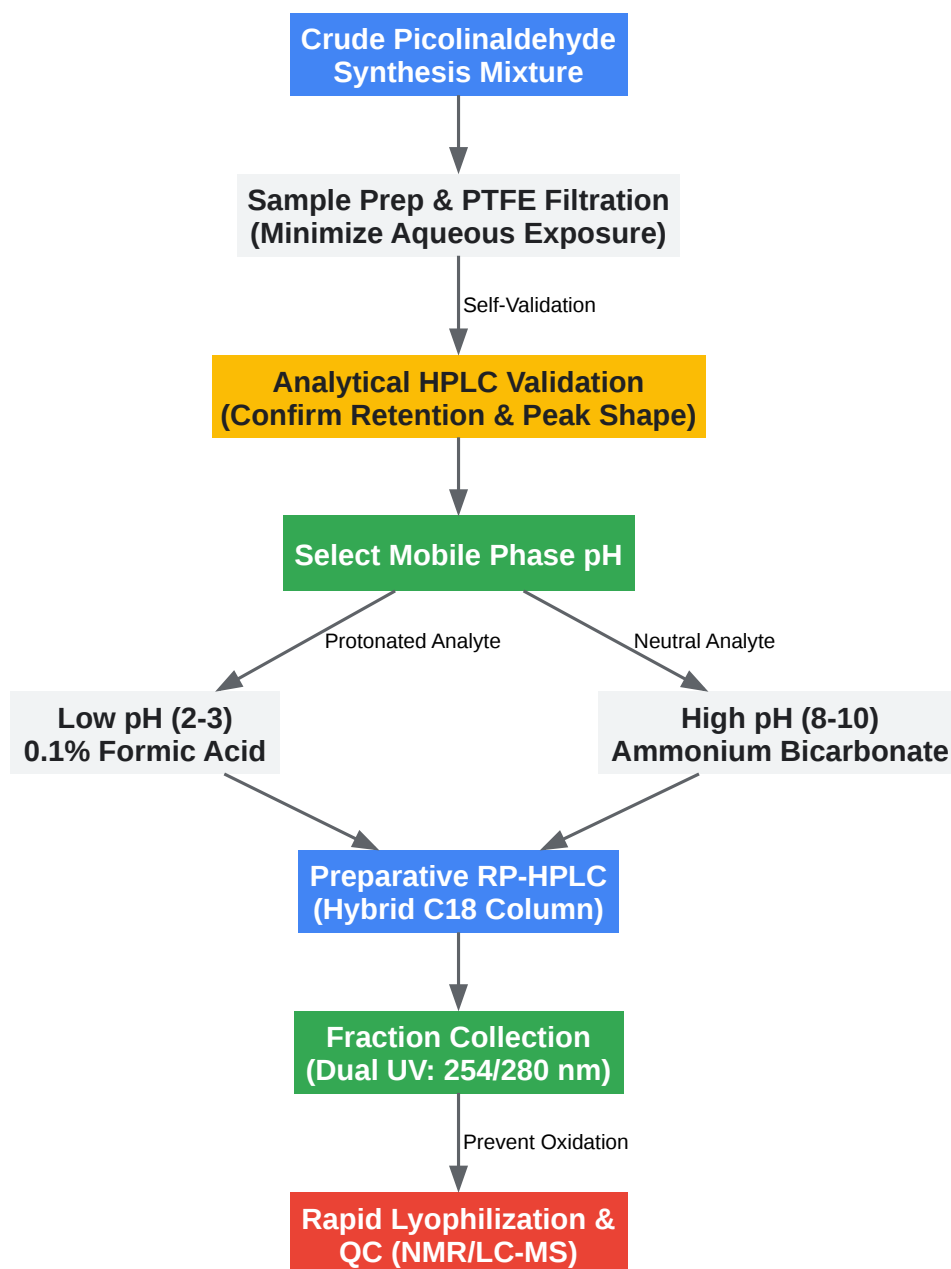 Crude Picolinaldehyde
Synthesis Mixture
Sample Prep & PTFE Filtration
(Minimize Aqueous Exposure)
Self-Validation
Analytical HPLC Validation
(Confirm Retention & Peak Shape)
Select Mobile Phase pH
Protonated Analyte
Neutral Analyte
Low pH (2-3)
0.1% Formic Acid
High pH (8-10)
Ammonium Bicarbonate
Preparative RP-HPLC
(Hybrid C18 Column)
Fraction Collection
(Dual UV: 254/280 nm)
Prevent Oxidation
Rapid Lyophilization &
QC (NMR/LC-MS)